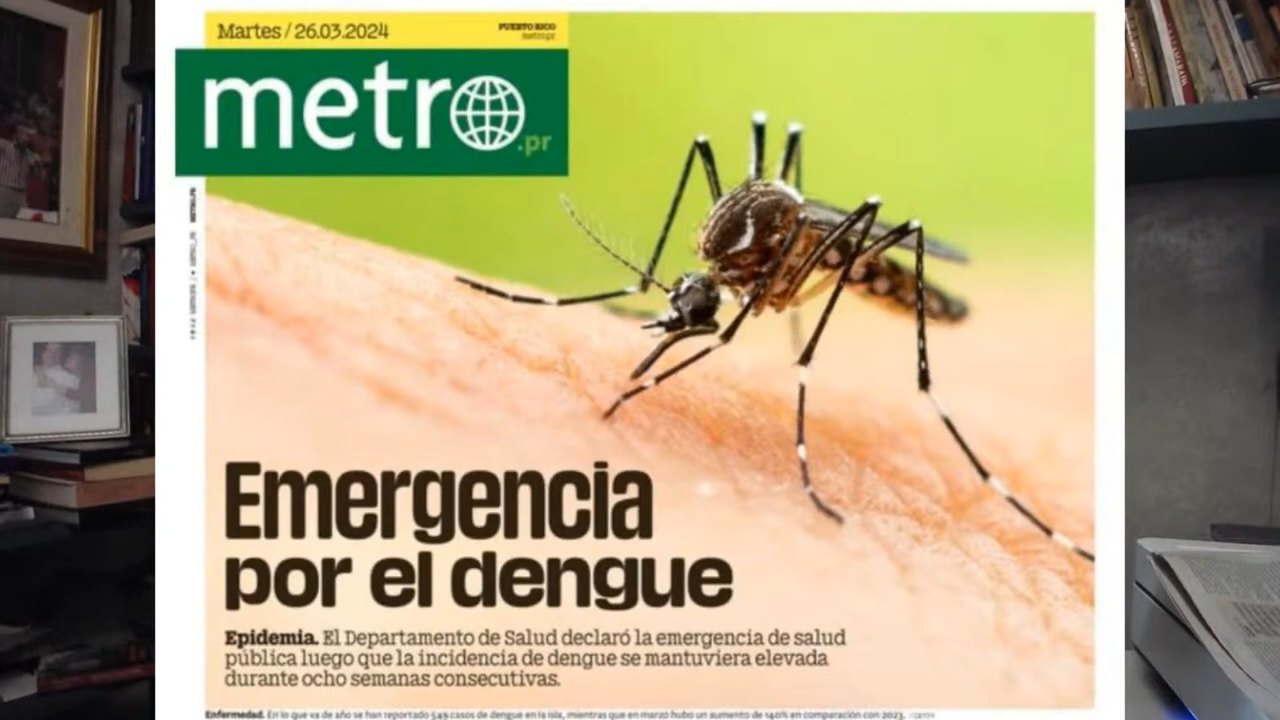 Martes / 26.03.2024
PUERTO RICO
metro.pr
metro
.pr
Emergencia
por el dengue
Epidemia. El Departamento de Salud declaró la emergencia de salud
pública luego que la incidencia de dengue se mantuviera elevada
durante ocho semanas consecutivas.
Enfermedad. En lo que va de año se han reportado 549 casos de dengue en la isla, mientras que en marzo hubo un aumento de 140% en comparación con 2023.